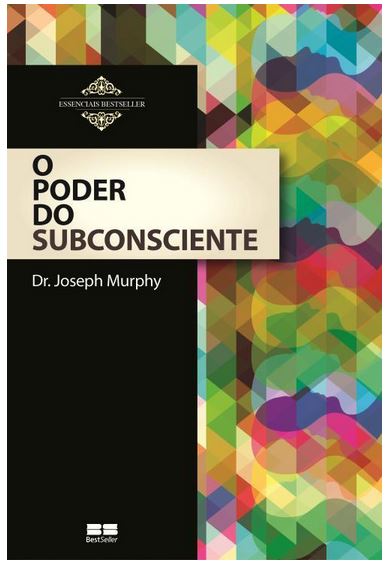 ESSENCIAIS BESTSELLER
O
PODER
DO
SUBCONSCIENTE
Dr. Joseph Murphy
BestSeller